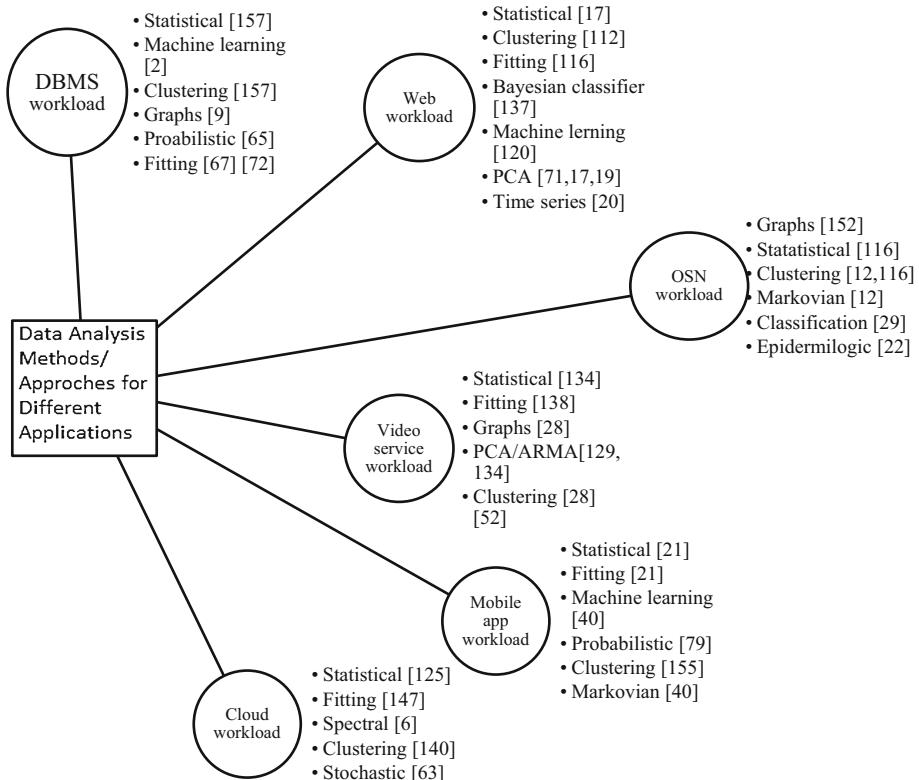 DBMS
workload
• Statistical [157]
• Machine learning
[2]
• Clustering [157]
• Graphs [9]
• Proabilistic [65]
• Fitting [67] [72]
Web
workload
• Statistical [17]
• Clustering [112]
• Fitting [116]
• Bayesian classifier
[137]
• Machine lerning
[120]
• PCA [71,17,19]
• Time series [20]
OSN
workload
• Graphs [152]
• Statatistical [116]
• Clustering [12,116]
• Markovian [12]
• Classification [29]
• Epidermilogic [22]
Data Analysis
Methods/
Approches for
Different
Applications
Video
service
workload
• Statistical [134]
• Fitting [138]
• Graphs [28]
• PCA/ARMA[129,
134]
• Clustering [28]
[52]
Mobile
app
workload
• Statistical [21]
• Fitting [21]
• Machine learning
[40]
• Probabilistic [79]
• Clustering [155]
• Markovian [40]
Cloud
workload
• Statistical [125]
• Fitting [147]
• Spectral [6]
• Clustering [140]
• Stochastic [63]